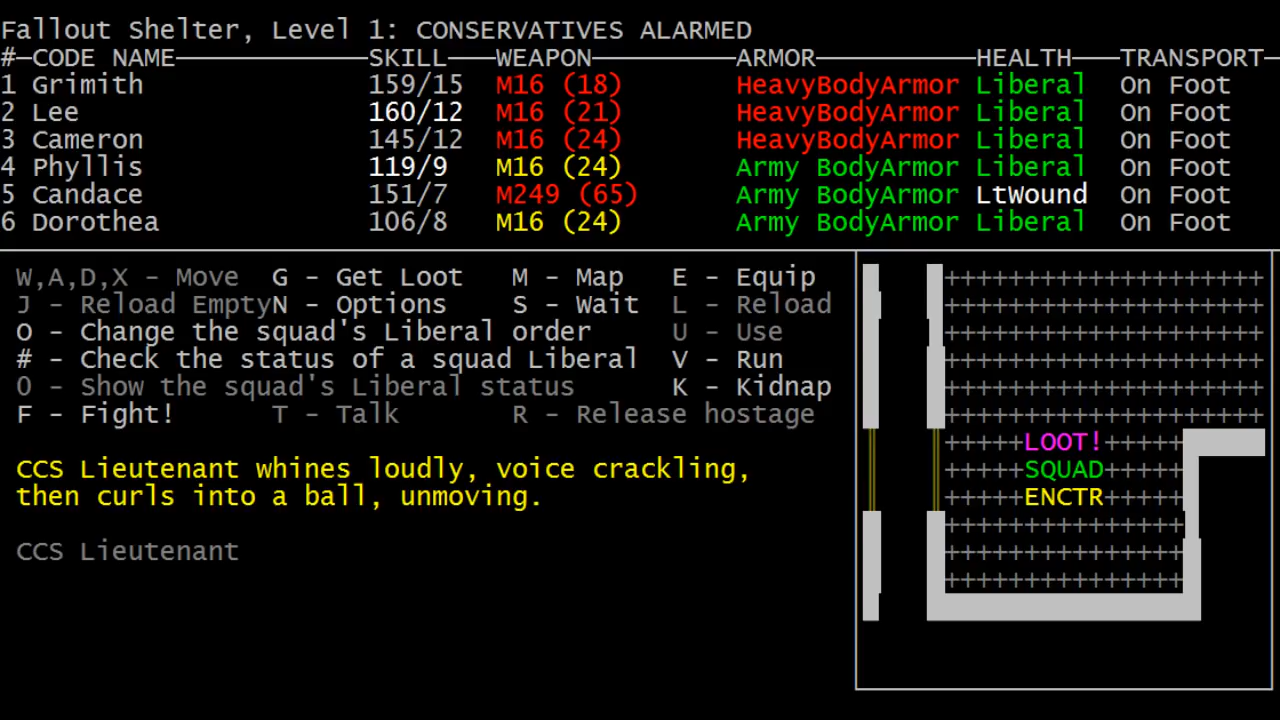 Fallout Shelter, Level 1: CONSERVATIVES ALARMED
#—CODE NAME SKILL WEAPON ARMOR HEALTH TRANSPORT
1 Grimith 159/15 M16 (18) HeavyBodyArmor Liberal On Foot
2 Lee 160/12 M16 (21) HeavyBodyArmor Liberal On Foot
3 Cameron 145/12 M16 (24) HeavyBodyArmor Liberal On Foot
4 Phyllis 119/9 M16 (24) Army BodyArmor Liberal On Foot
5 Candace 151/7 M249 (65) Army BodyArmor LtWound On Foot
6 Dorothea 106/8 M16 (24) Army BodyArmor Liberal On Foot
W,A,D,X - Move G - Get Loot M - Map E - Equip
J - Reload EmptyN - Options S - Wait L - Reload
O - Change the squad's Liberal order U - Use
# - Check the status of a squad Liberal V - Run
0 - Show the squad's Liberal status K - Kidnap
F - Fight! T - Talk R - Release hostage
CCS Lieutenant whines loudly, voice crackling,
then curls into a ball, unmoving.
CCS Lieutenant
++++++++++++++++++++
++++++++++++++++++++
++++++++++++++++++++
++++++++++++++++++++
++++++++++++++++++++
++++++++++++++++++++
+++++LOOT!+++++
+++++SQUAD+++++
+++++ENCTR+++++
+++++++++++++++
+++++++++++++++
+++++++++++++++